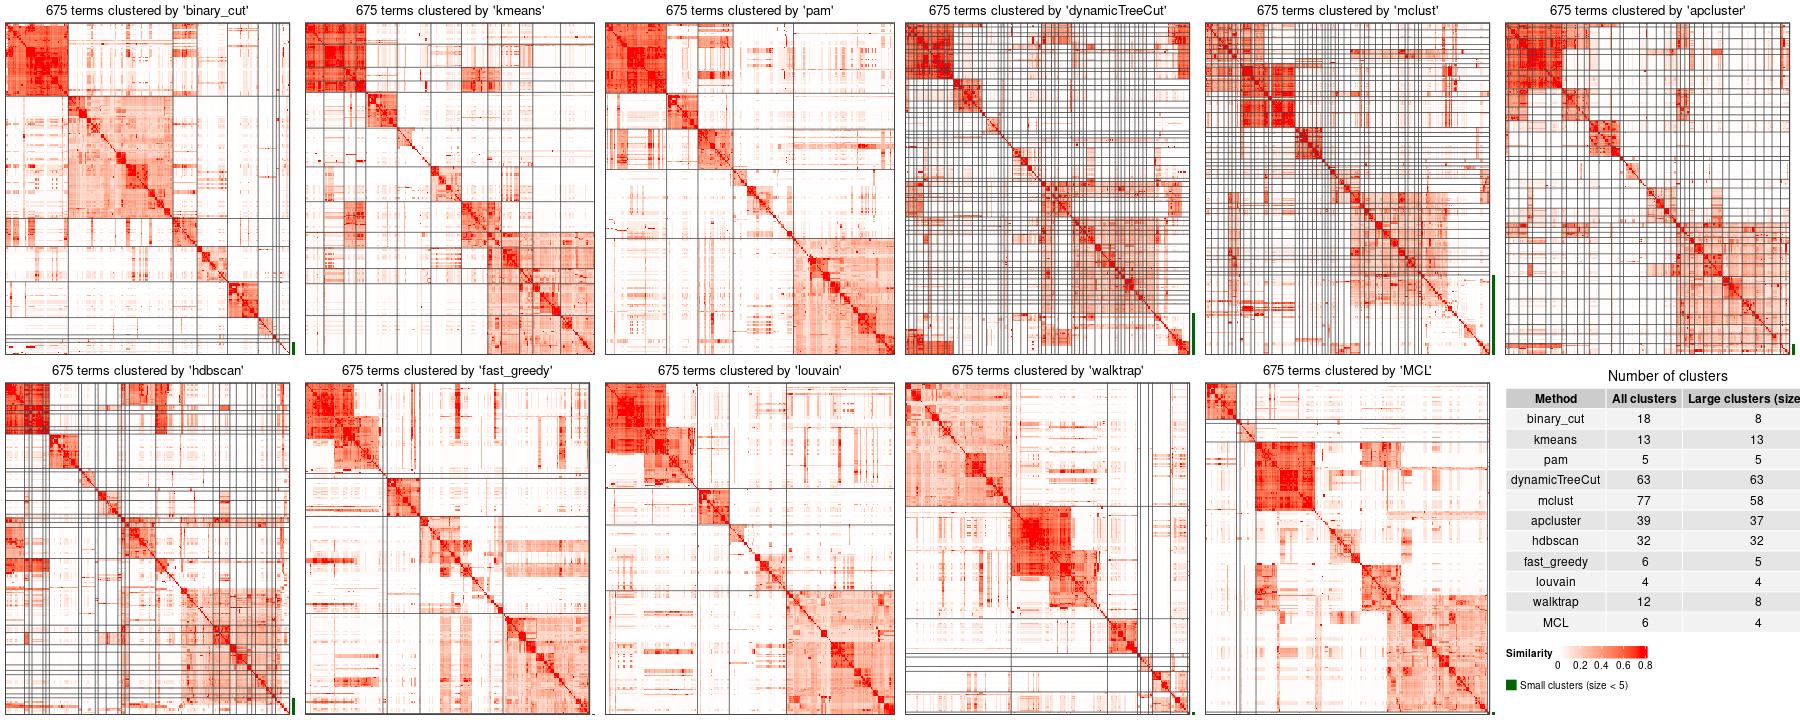 675 terms clustered by 'binary_cut'
675 terms clustered by 'kmeans'
675 terms clustered by 'pam'
675 terms clustered by 'dynamicTreeCut'
675 terms clustered by 'mclust'
675 terms clustered by 'apcluster'
675 terms clustered by 'hdbscan'
675 terms clustered by 'fast_greedy'
675 terms clustered by 'louvain'
675 terms clustered by 'walktrap'
675 terms clustered by 'MCL'
Number of clusters
Method All clusters Large clusters (size
binary_cut 18 8
kmeans 13 13
pam 5 5
dynamicTreeCut 63 63
mclust 77 58
apcluster 39 37
hdbscan 32 32
fast_greedy 6 5
louvain 4 4
walktrap 12 8
MCL 6 4
Similarity
0 0.2 0.4 0.6 0.8
Small clusters (size < 5)